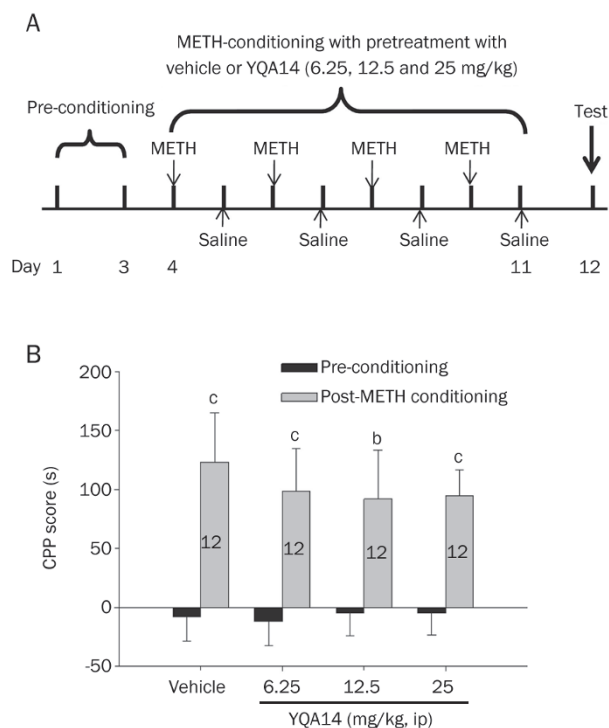 A
METH-conditioning with pretreatment with
vehicle or YQA14 (6.25, 12.5 and 25 mg/kg)
Pre-conditioning
Test
METH METH METH METH
Saline Saline Saline Saline
Day 1 3 4 11 12
B
Pre-conditioning
Post-METH conditioning
CPP score (s)
200
150
100
50
0
-50
c c b c
12 12 12 12
Vehicle 6.25 12.5 25
YQA14 (mg/kg, ip)